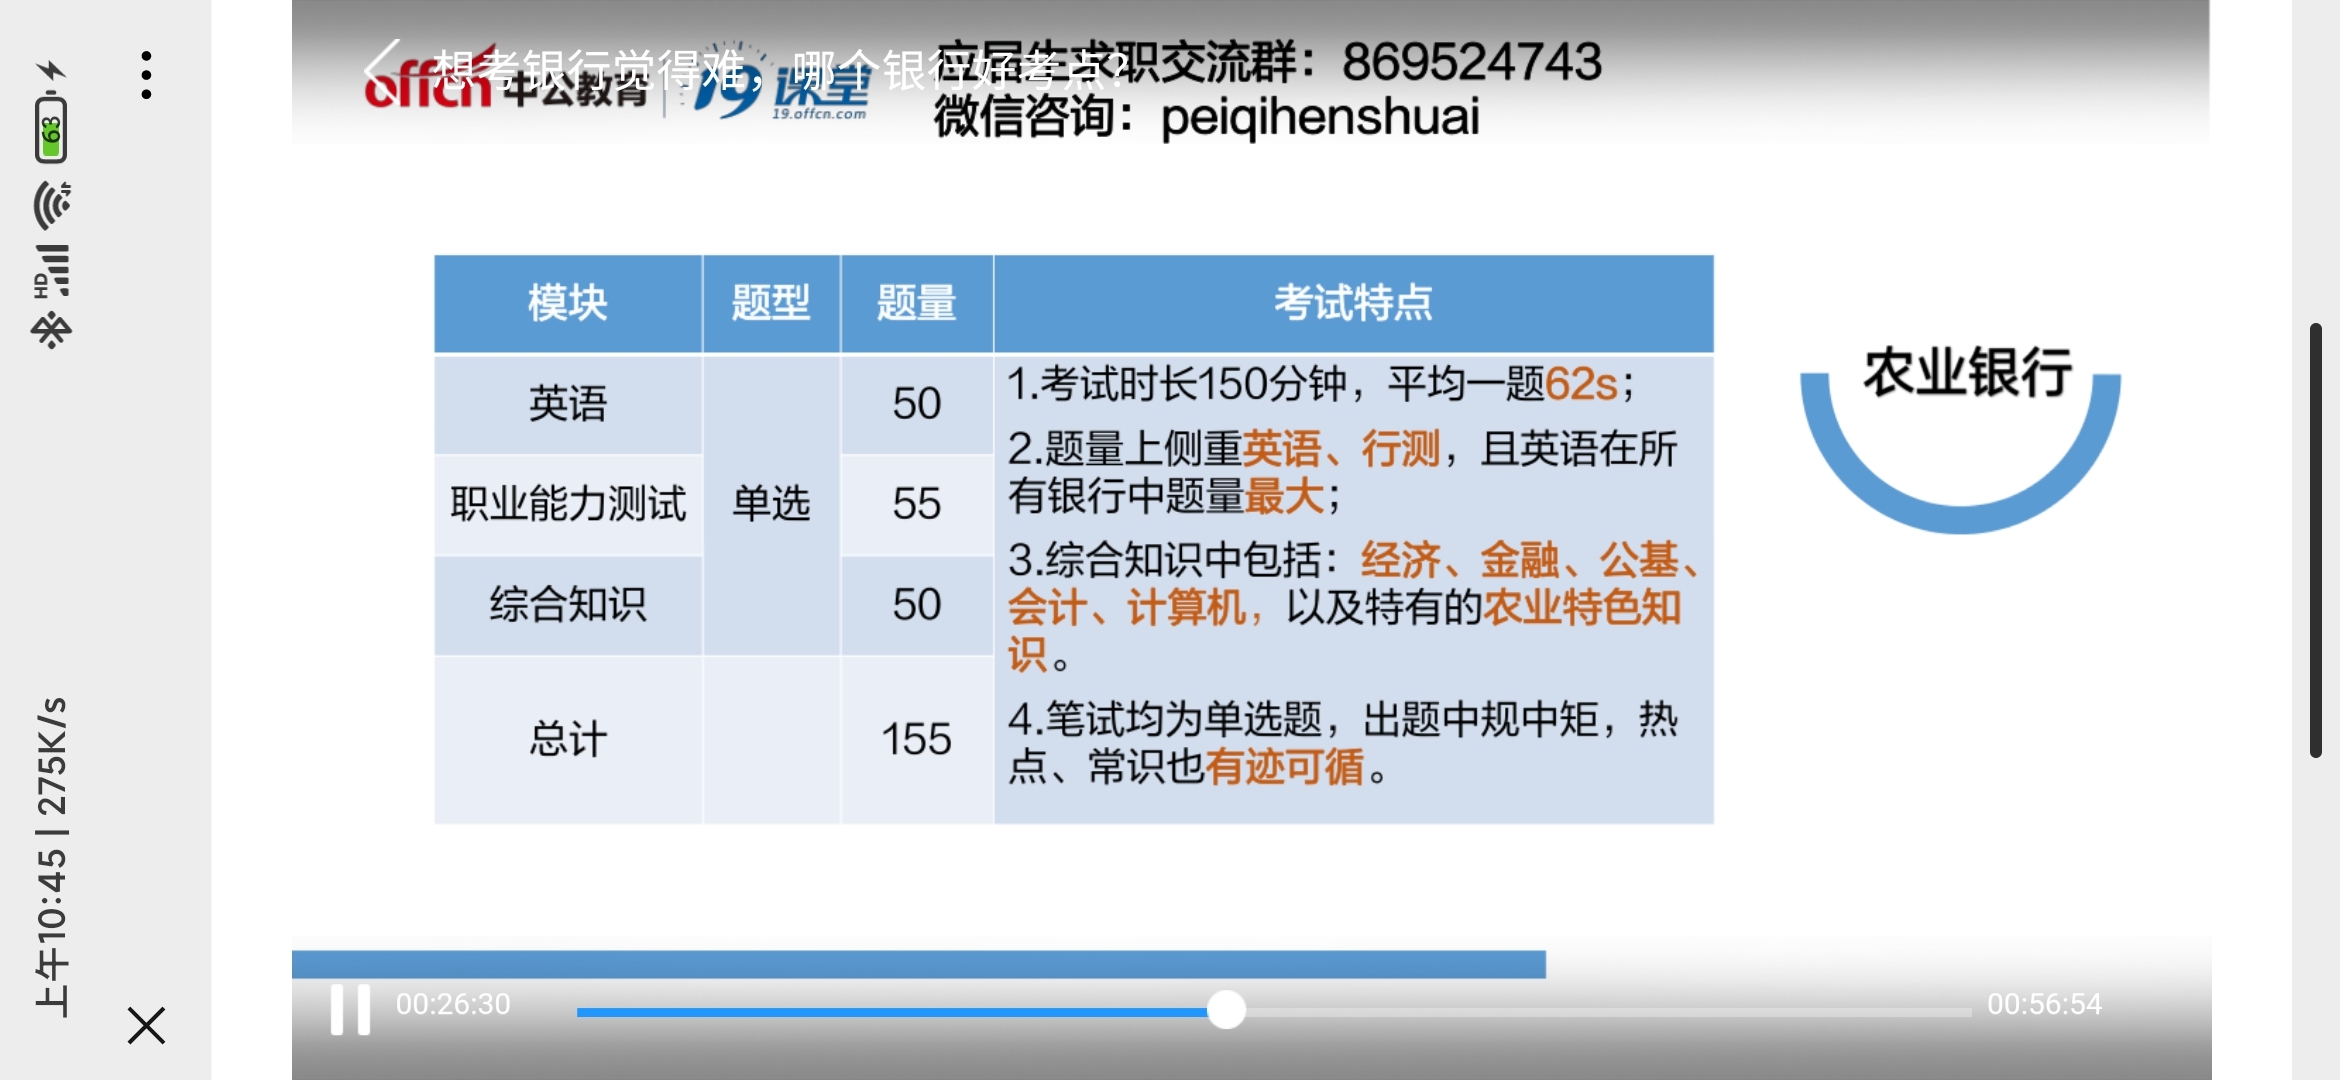 应届生求职交流群：869524743
想考银行觉得难，哪个银行好考点?
offcn 中公教育 19课堂
19.offcn.com
微信咨询：peiqihenshuai
模块 题型 题量 考试特点
英语 50
职业能力测试 单选 55
综合知识 50
总计 155
1.考试时长150分钟，平均一题62s；
2.题量上侧重英语、行测，且英语在所
有银行中题量最大；
3.综合知识中包括：经济、金融、公基、
会计、计算机，以及特有的农业特色知
识。
4.笔试均为单选题，出题中规中矩，热
点、常识也有迹可循。
农业银行
00:26:30
00:56:54
上午10:45 | 275K/s
HD
63